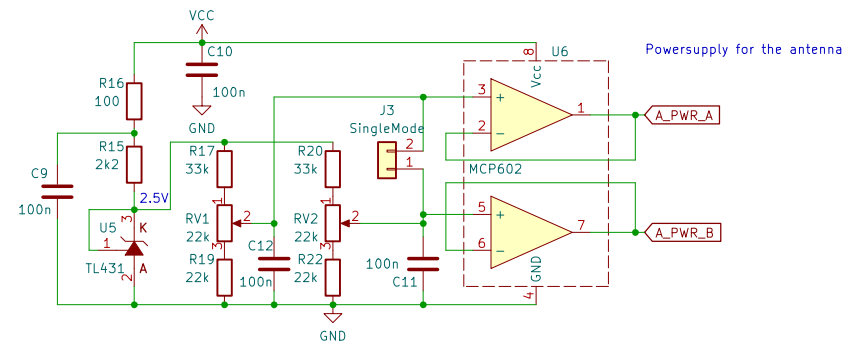 VCC
C10
100n
GND
R16
100
R15
2k2
C9
100n
2.5V
3
K
U5
1
TL431
2
A
R17
33k
1
RV1
22k
2
3
R19
22k
C12
100n
R20
33k
1
RV2
22k
2
3
R22
22k
100n
C11
GND
J3
SingleMode
2
1
8
U6
Vcc
3
+
2
−
1
MCP602
5
+
6
−
7
GND
4
A_PWR_A
A_PWR_B
Powersupply for the antenna